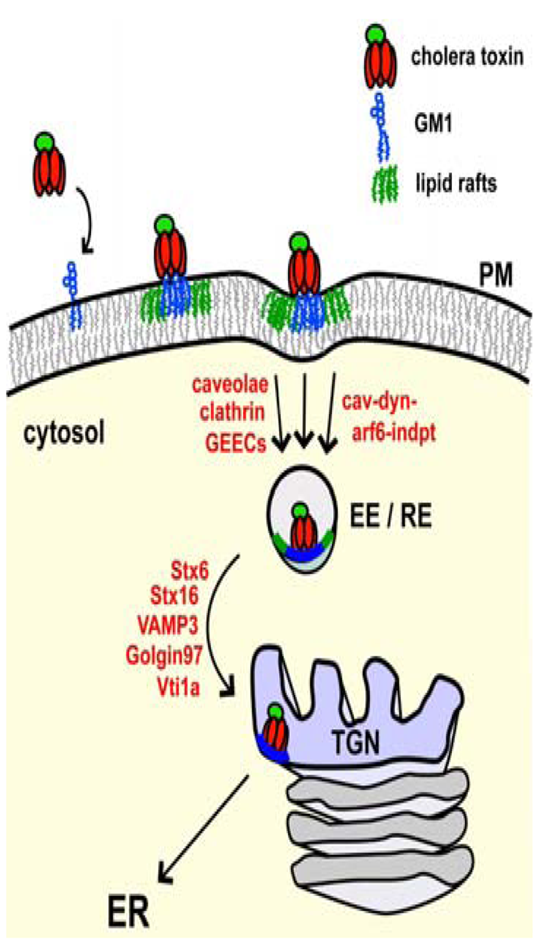 cholera toxin
GM1
lipid rafts
PM
caveolae
clathrin
GEECs
cav-dyn-
arf6-indpt
cytosol
EE / RE
Stx6
Stx16
VAMP3
Golgin97
Vti1a
TGN
ER